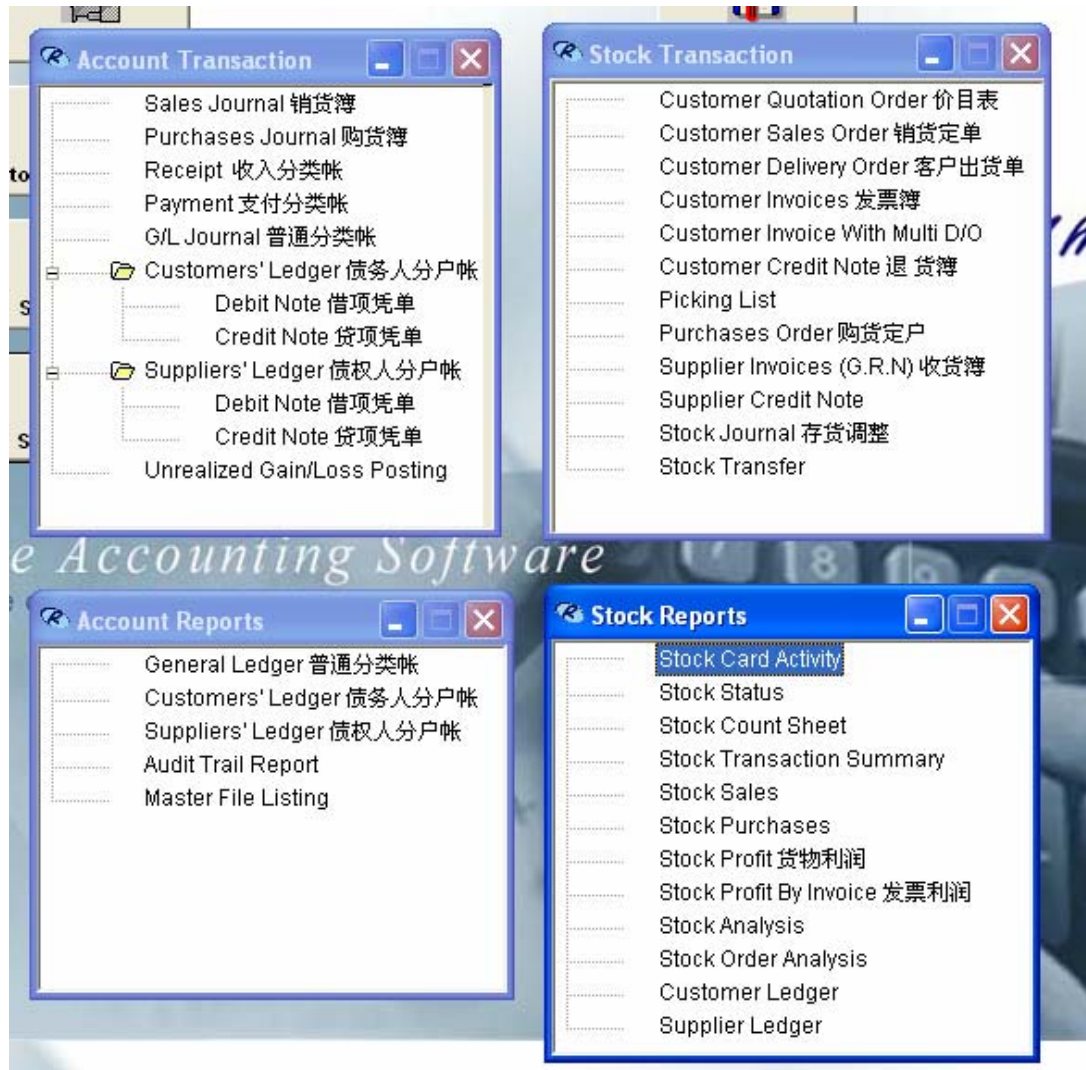 Account Transaction
Sales Journal 销货簿
Purchases Journal 购货簿
Receipt 收入分类帐
Payment 支付分类帐
G/L Journal 普通分类帐
Customers' Ledger 债务人分户帐
Debit Note 借项凭单
Credit Note 贷项凭单
Suppliers' Ledger 债权人分户帐
Debit Note 借项凭单
Credit Note 贷项凭单
Unrealized Gain/Loss Posting
Stock Transaction
Customer Quotation Order 价目表
Customer Sales Order 销货定单
Customer Delivery Order 客户出货单
Customer Invoices 发票簿
Customer Invoice With Multi D/O
Customer Credit Note 退 货簿
Picking List
Purchases Order 购货定户
Supplier Invoices (G.R.N) 收货簿
Supplier Credit Note
Stock Journal 存货调整
Stock Transfer
e Accounting Software
Account Reports
General Ledger 普通分类帐
Customers' Ledger 债务人分户帐
Suppliers' Ledger 债权人分户帐
Audit Trail Report
Master File Listing
Stock Reports
Stock Card Activity
Stock Status
Stock Count Sheet
Stock Transaction Summary
Stock Sales
Stock Purchases
Stock Profit 货物利润
Stock Profit By Invoice 发票利润
Stock Analysis
Stock Order Analysis
Customer Ledger
Supplier Ledger